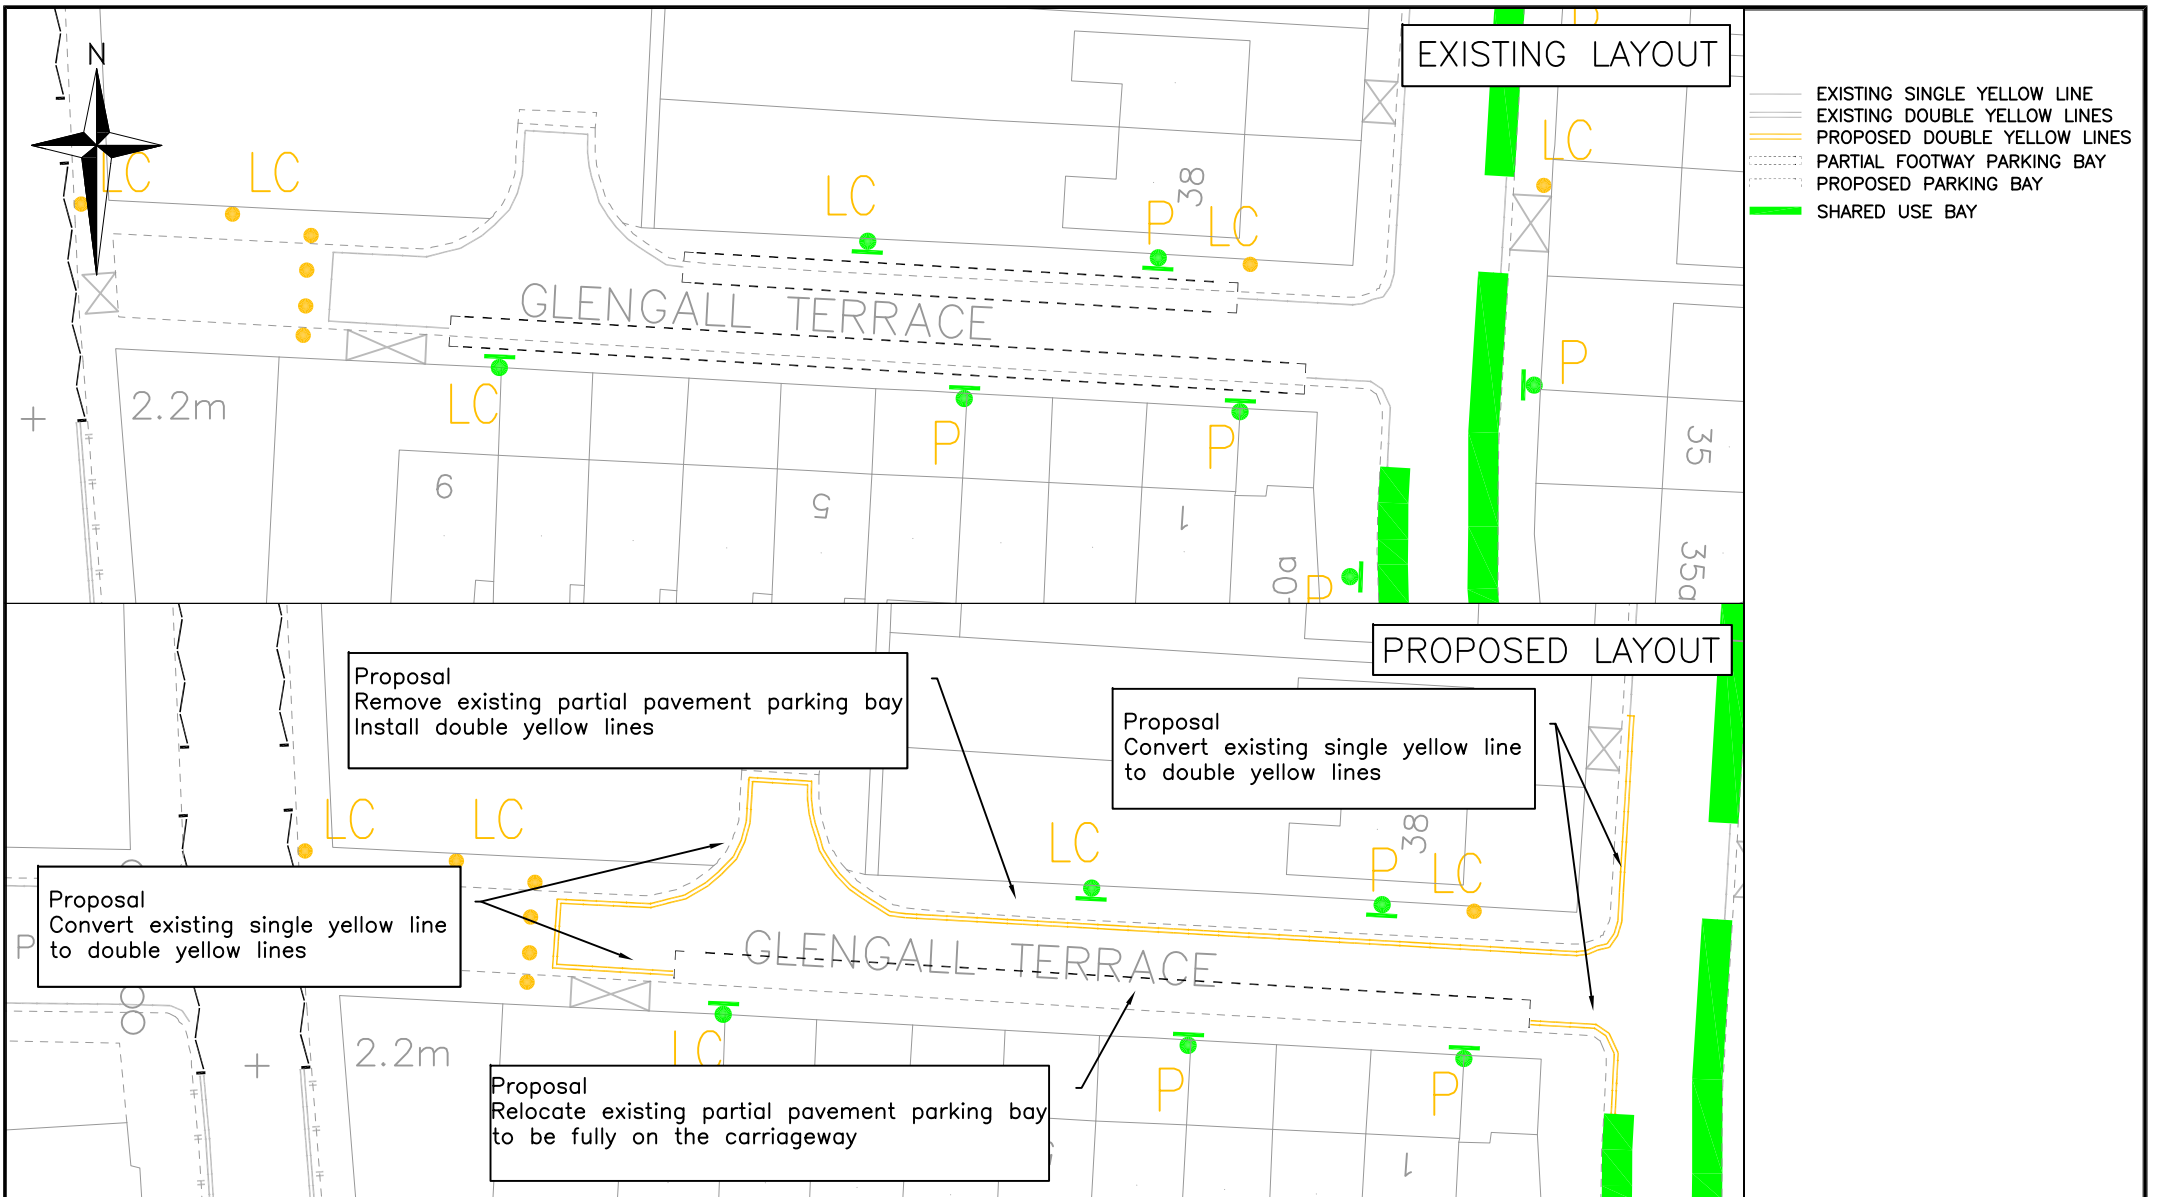 EXISTING LAYOUT
N
LC
LC
LC
P
LC
38
LC
GLENGALL TERRACE
2.2m
LC
P
P
P
9
5
1
35
35a
P
EXISTING SINGLE YELLOW LINE
EXISTING DOUBLE YELLOW LINES
PROPOSED DOUBLE YELLOW LINES
PARTIAL FOOTWAY PARKING BAY
PROPOSED PARKING BAY
SHARED USE BAY
PROPOSED LAYOUT
Proposal
Remove existing partial pavement parking bay
Install double yellow lines
Proposal
Convert existing single yellow line
to double yellow lines
LC
LC
LC
P
LC
38
Proposal
Convert existing single yellow line
to double yellow lines
P
GLENGALL TERRACE
2.2m
LC
P
P
Proposal
Relocate existing partial pavement parking bay
to be fully on the carriageway
1